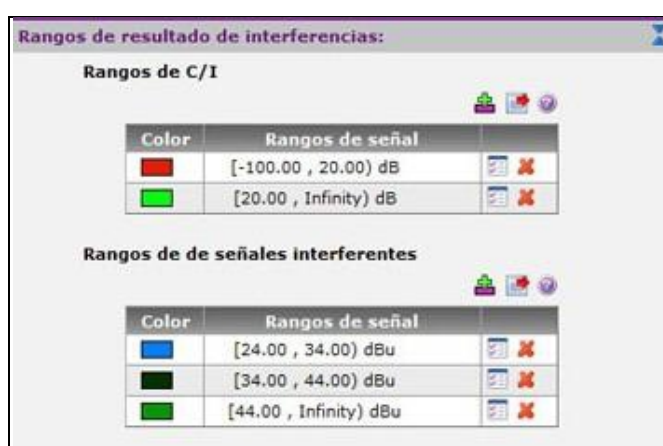 Rangos de resultado de interferencias:
Rangos de C/I
Color Rangos de señal
[-100.00 , 20.00) dB
[20.00 , Infinity) dB
Rangos de de señales interferentes
Color Rangos de señal
[24.00 , 34.00) dBu
[34.00 , 44.00) dBu
[44.00 , Infinity) dBu